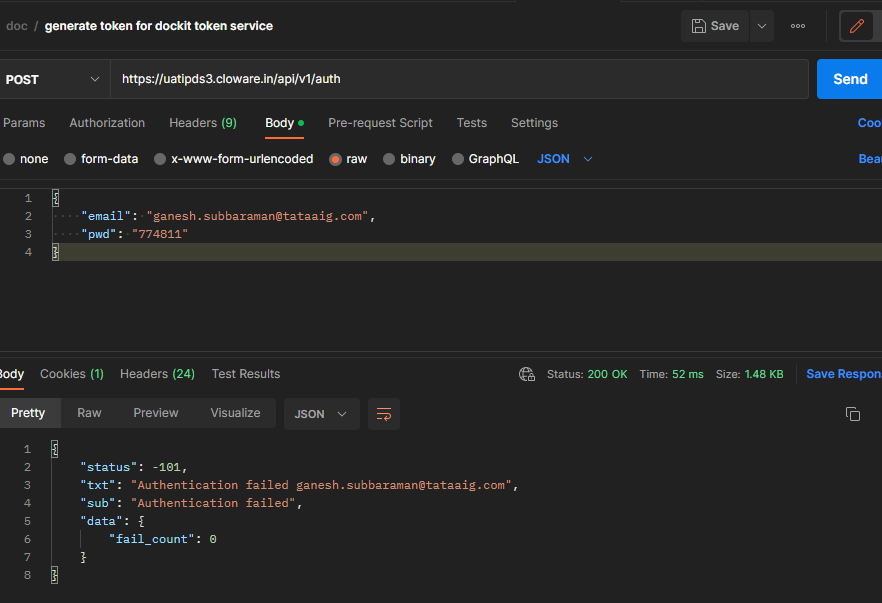 doc / generate token for dockit token service Save
POST https://uatipds3.cloware.in/api/v1/auth Send
Params Authorization Headers (9) Body Pre-request Script Tests Settings Coo
none form-data x-www-form-urlencoded raw binary GraphQL JSON Beau
1 {
2 "email": "ganesh.subbaraman@tataaig.com",
3 "pwd": "774811"
4 }
Body Cookies (1) Headers (24) Test Results Status: 200 OK Time: 52 ms Size: 1.48 KB Save Respon
Pretty Raw Preview Visualize JSON
1 {
2 "status": -101,
3 "txt": "Authentication failed ganesh.subbaraman@tataaig.com",
4 "sub": "Authentication failed",
5 "data": {
6 "fail_count": 0
7 }
8 }